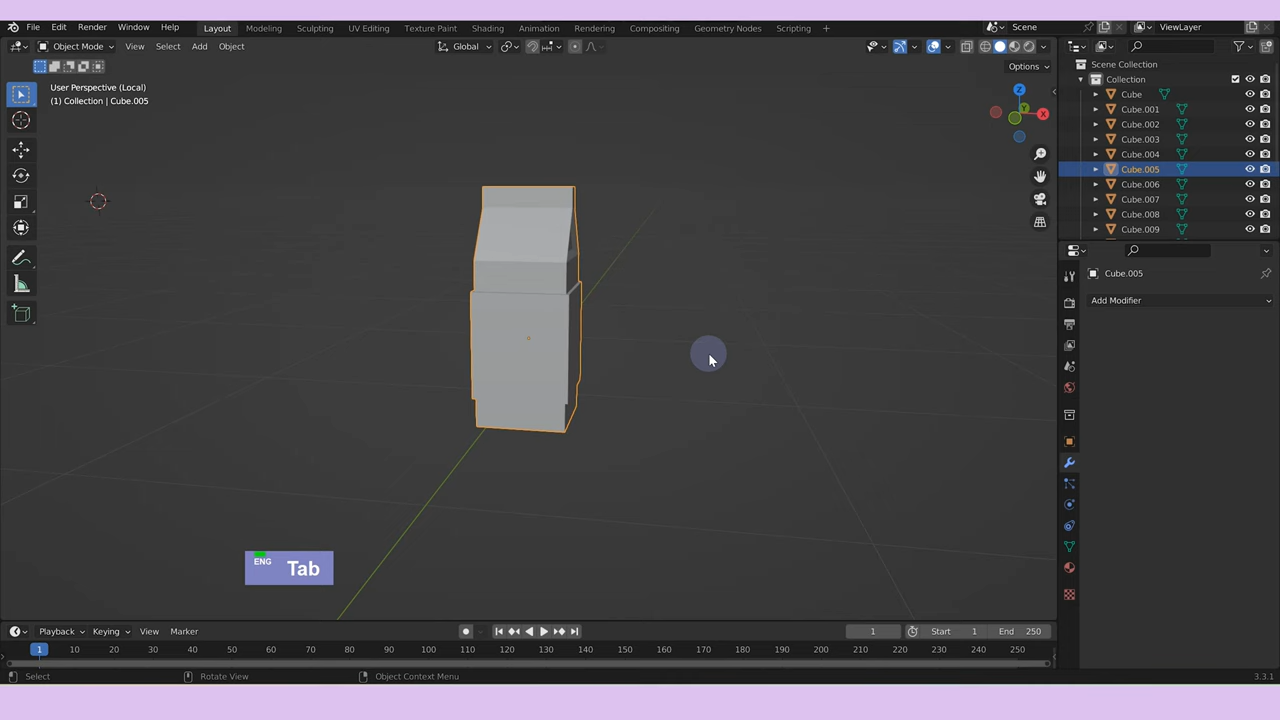 File Edit Render Window Help Layout Modeling Sculpting UV Editing Texture Paint Shading Animation Rendering Compositing Geometry Nodes Scripting + Scene ViewLayer
Object Mode View Select Add Object Global
Options
User Perspective (Local)
(1) Collection | Cube.005
Z
Y
X
Scene Collection
Collection
Cube
Cube.001
Cube.002
Cube.003
Cube.004
Cube.005
Cube.006
Cube.007
Cube.008
Cube.009
Cube.005
Add Modifier
ENG Tab
Playback Keying View Marker 1 Start 1 End 250
1 10 20 30 40 50 60 70 80 90 100 110 120 130 140 150 160 170 180 190 200 210 220 230 240 250
Select Rotate View Object Context Menu 3.3.1